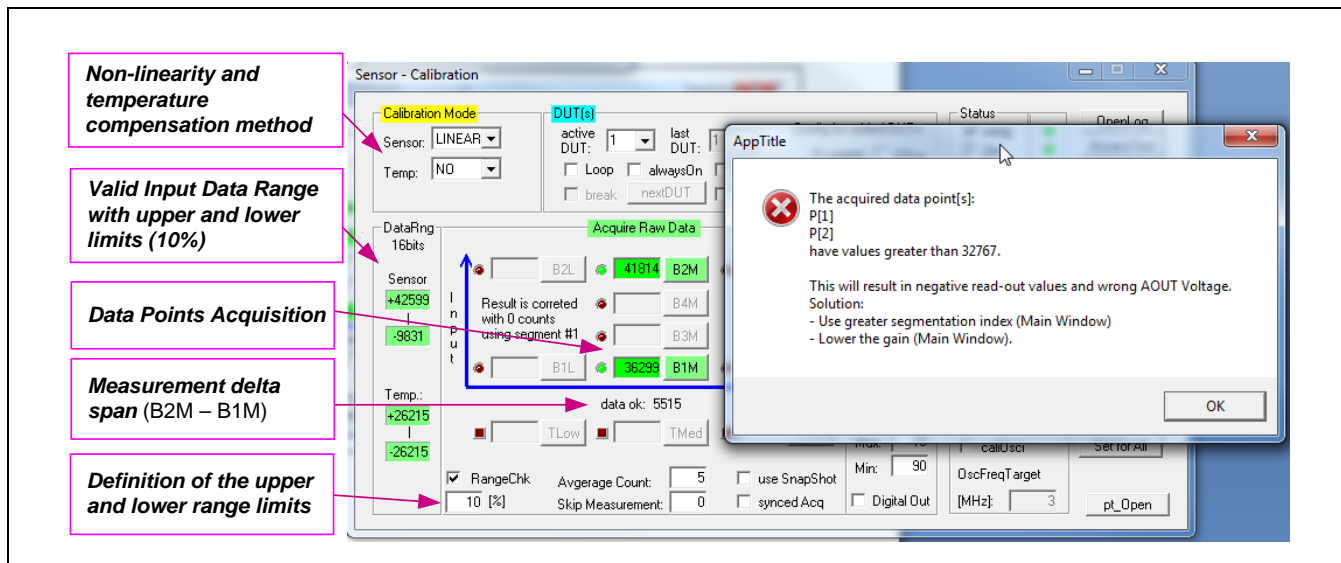 Non-linearity and
temperature
compensation method
Valid Input Data Range
with upper and lower
limits (10%)
Data Points Acquisition
Measurement delta
span (B2M – B1M)
Definition of the upper
and lower range limits
Sensor - Calibration
Calibration Mode
Sensor: LINEAR
Temp: NO
DUT(s)
active
DUT: 1
last
DUT: 1
Loop
alwaysOn
break
nextDUT
Status
OpenLog
DataRng
16bits
Sensor
+42599
|
-9831
Temp.:
+26215
|
-26215
Acquire Raw Data
Input
B2L
41814
B2M
Result is correted
with 0 counts
using segment #1
B4M
B3M
B1L
36299
B1M
data ok: 5515
TLow
TMed
RangeChk
10 [%]
Avgerage Count: 5
Skip Measurement: 0
use SnapShot
synced Acq
Min: 90
Digital Out
caliOsci
OscFreqTarget
[MHz]: 3
Set for All
pt_Open
AppTitle
The acquired data point[s]:
P[1]
P[2]
have values greater than 32767.
This will result in negative read-out values and wrong AOUT Voltage.
Solution:
- Use greater segmentation index (Main Window)
- Lower the gain (Main Window).
OK